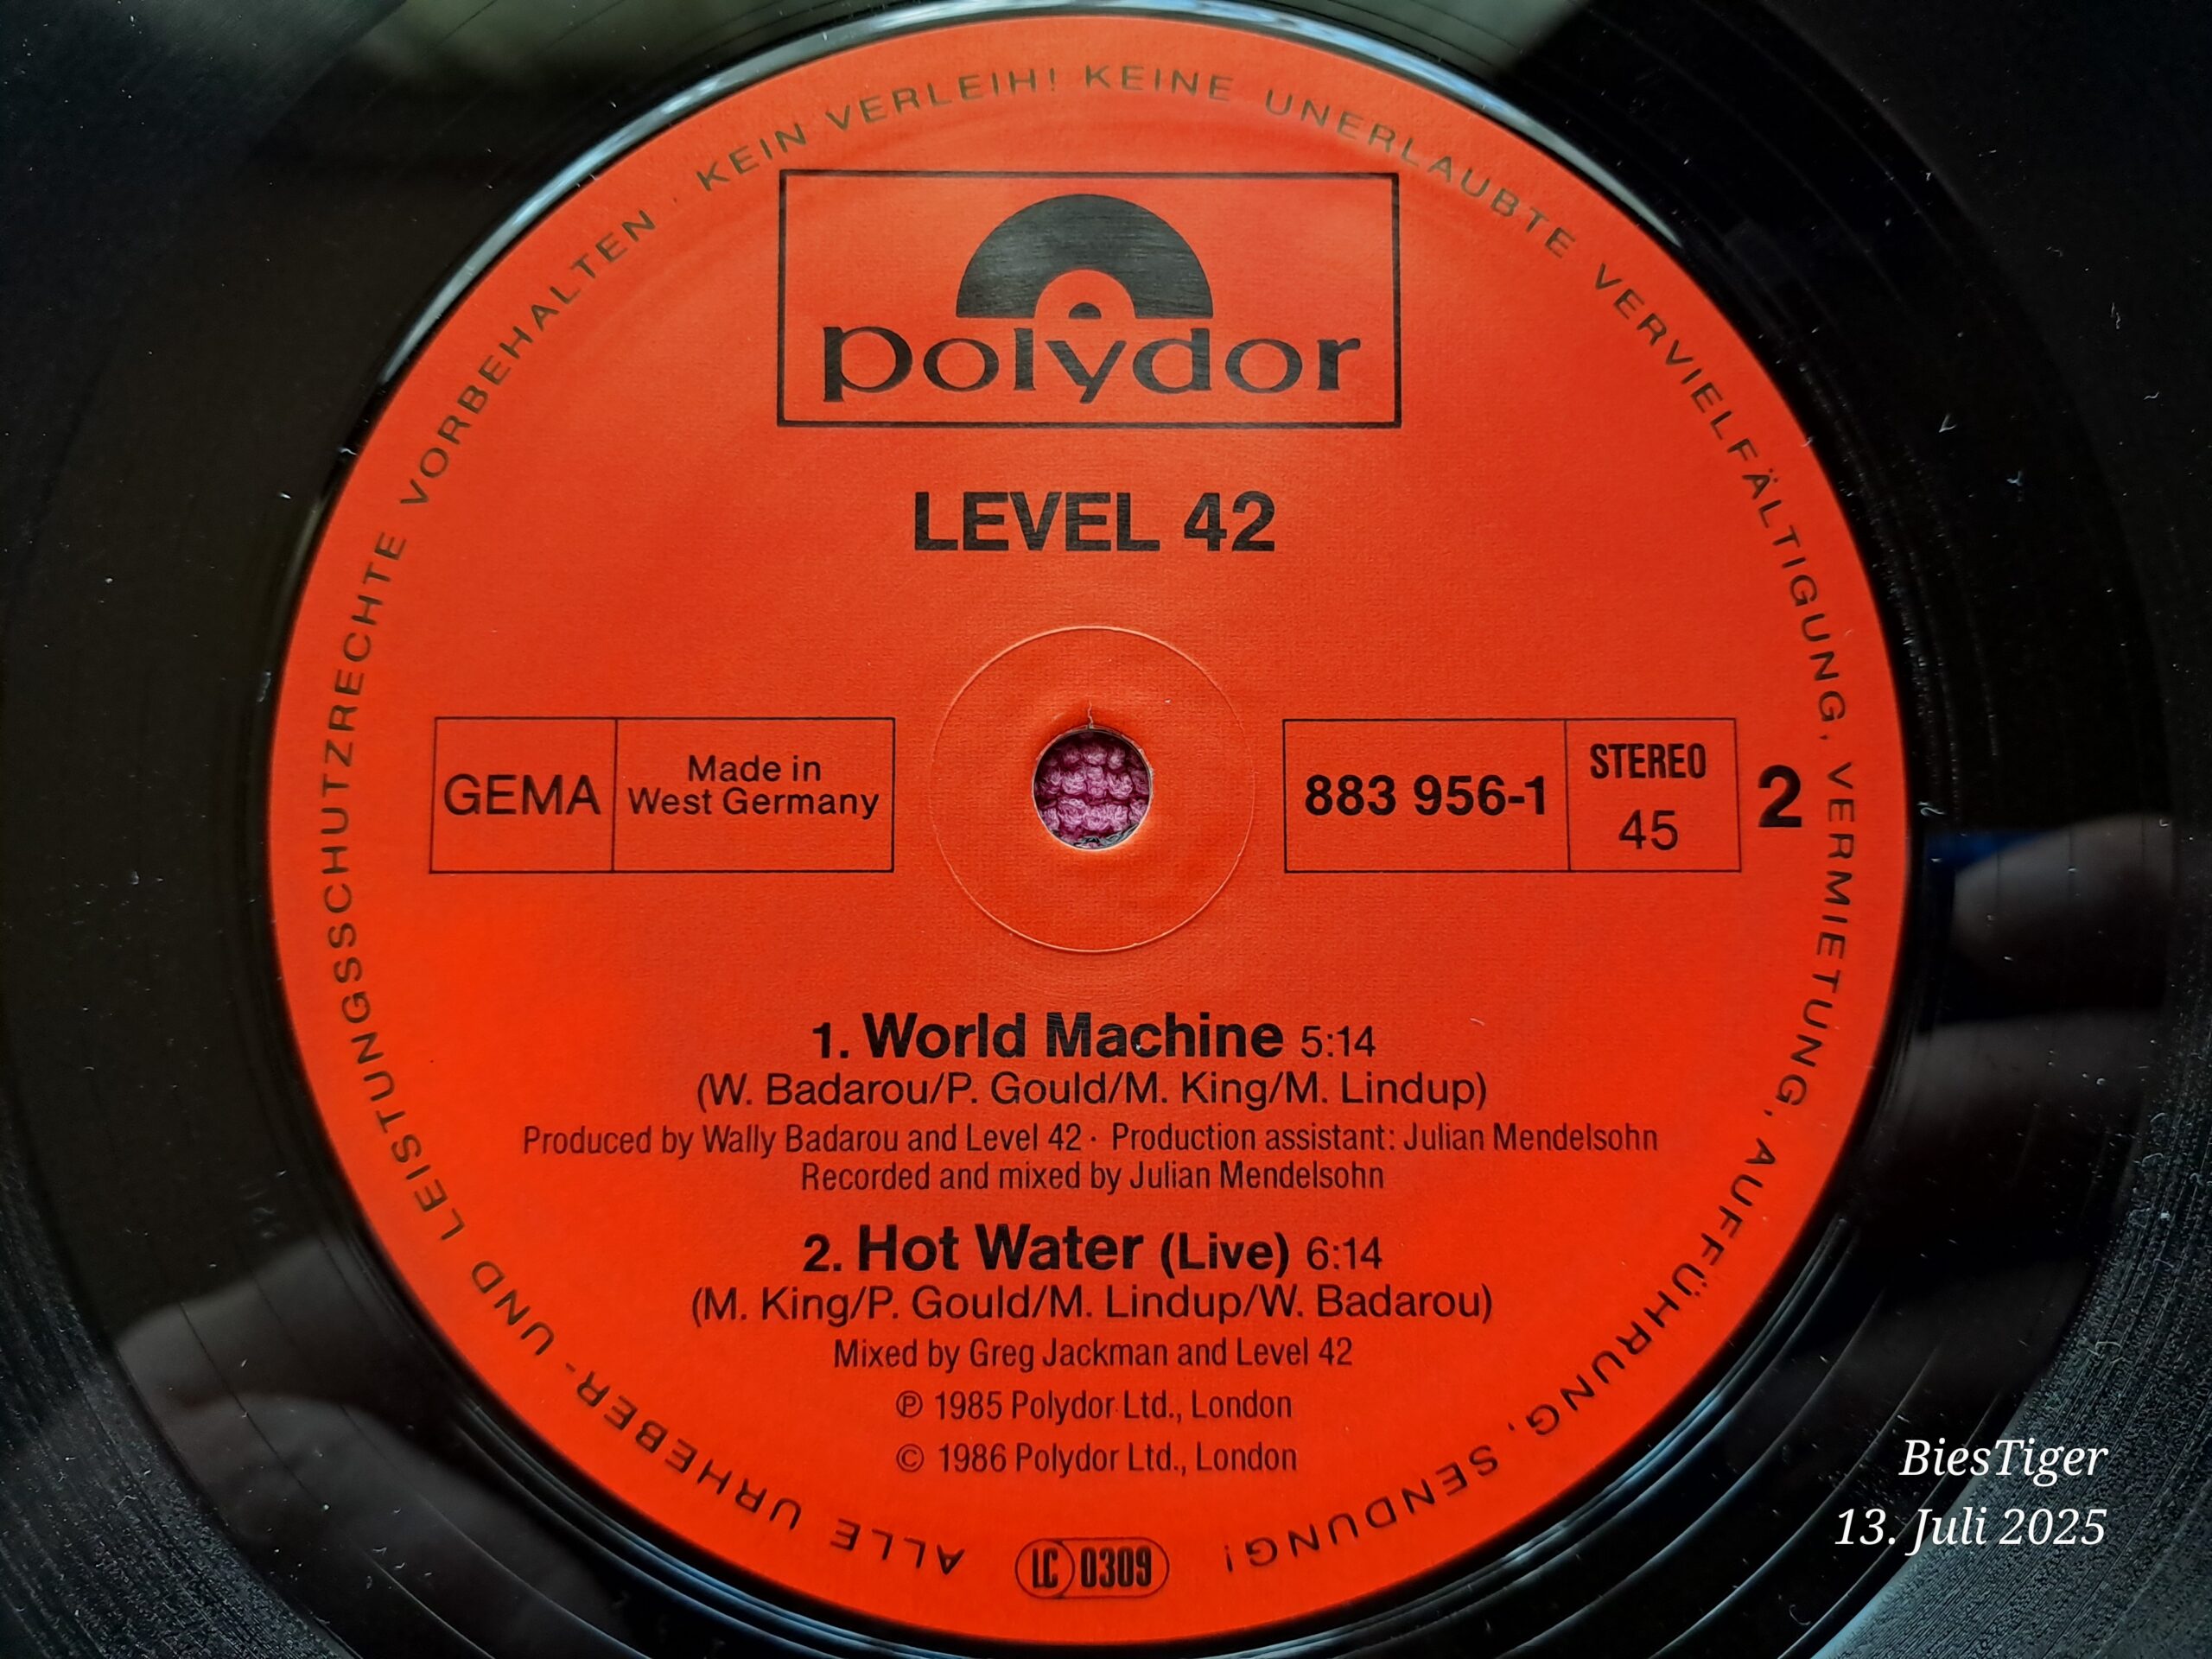 ALLE URHEBER- UND LEISTUNGSSCHUTZRECHTE VORBEHALTEN · KEIN VERLEIH! KEINE UNERLAUBTE VERVIELFÄLTIGUNG, VERMIETUNG, AUFFÜHRUNG, SENDUNG!
polydor
LEVEL 42
GEMA
Made in
West Germany
883 956-1
STEREO
45
2
1. World Machine 5:14
(W. Badarou/P. Gould/M. King/M. Lindup)
Produced by Wally Badarou and Level 42 · Production assistant: Julian Mendelsohn
Recorded and mixed by Julian Mendelsohn
2. Hot Water (Live) 6:14
(M. King/P. Gould/M. Lindup/W. Badarou)
Mixed by Greg Jackman and Level 42
℗ 1985 Polydor Ltd., London
© 1986 Polydor Ltd., London
LC 0309
BiesTiger
13. Juli 2025